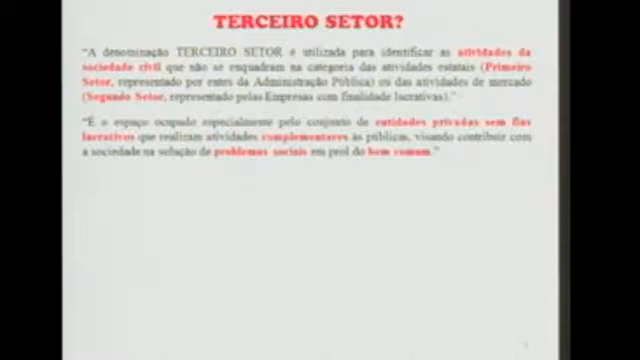 TERCEIRO SETOR?
"A denominação TERCEIRO SETOR é utilizada para identificar as atividades da
sociedade civil que não se enquadram na categoria das atividades estatais (Primeiro
Setor, representado por entes da Administração Pública) ou das atividades de mercado
(Segundo Setor, representado pelas Empresas com finalidade lucrativas)."
"É o espaço ocupado especialmente pelo conjunto de entidades privadas sem fins
lucrativos que realizam atividades complementares às públicas, visando contribuir com
a sociedade na solução de problemas sociais em prol do bem comum."